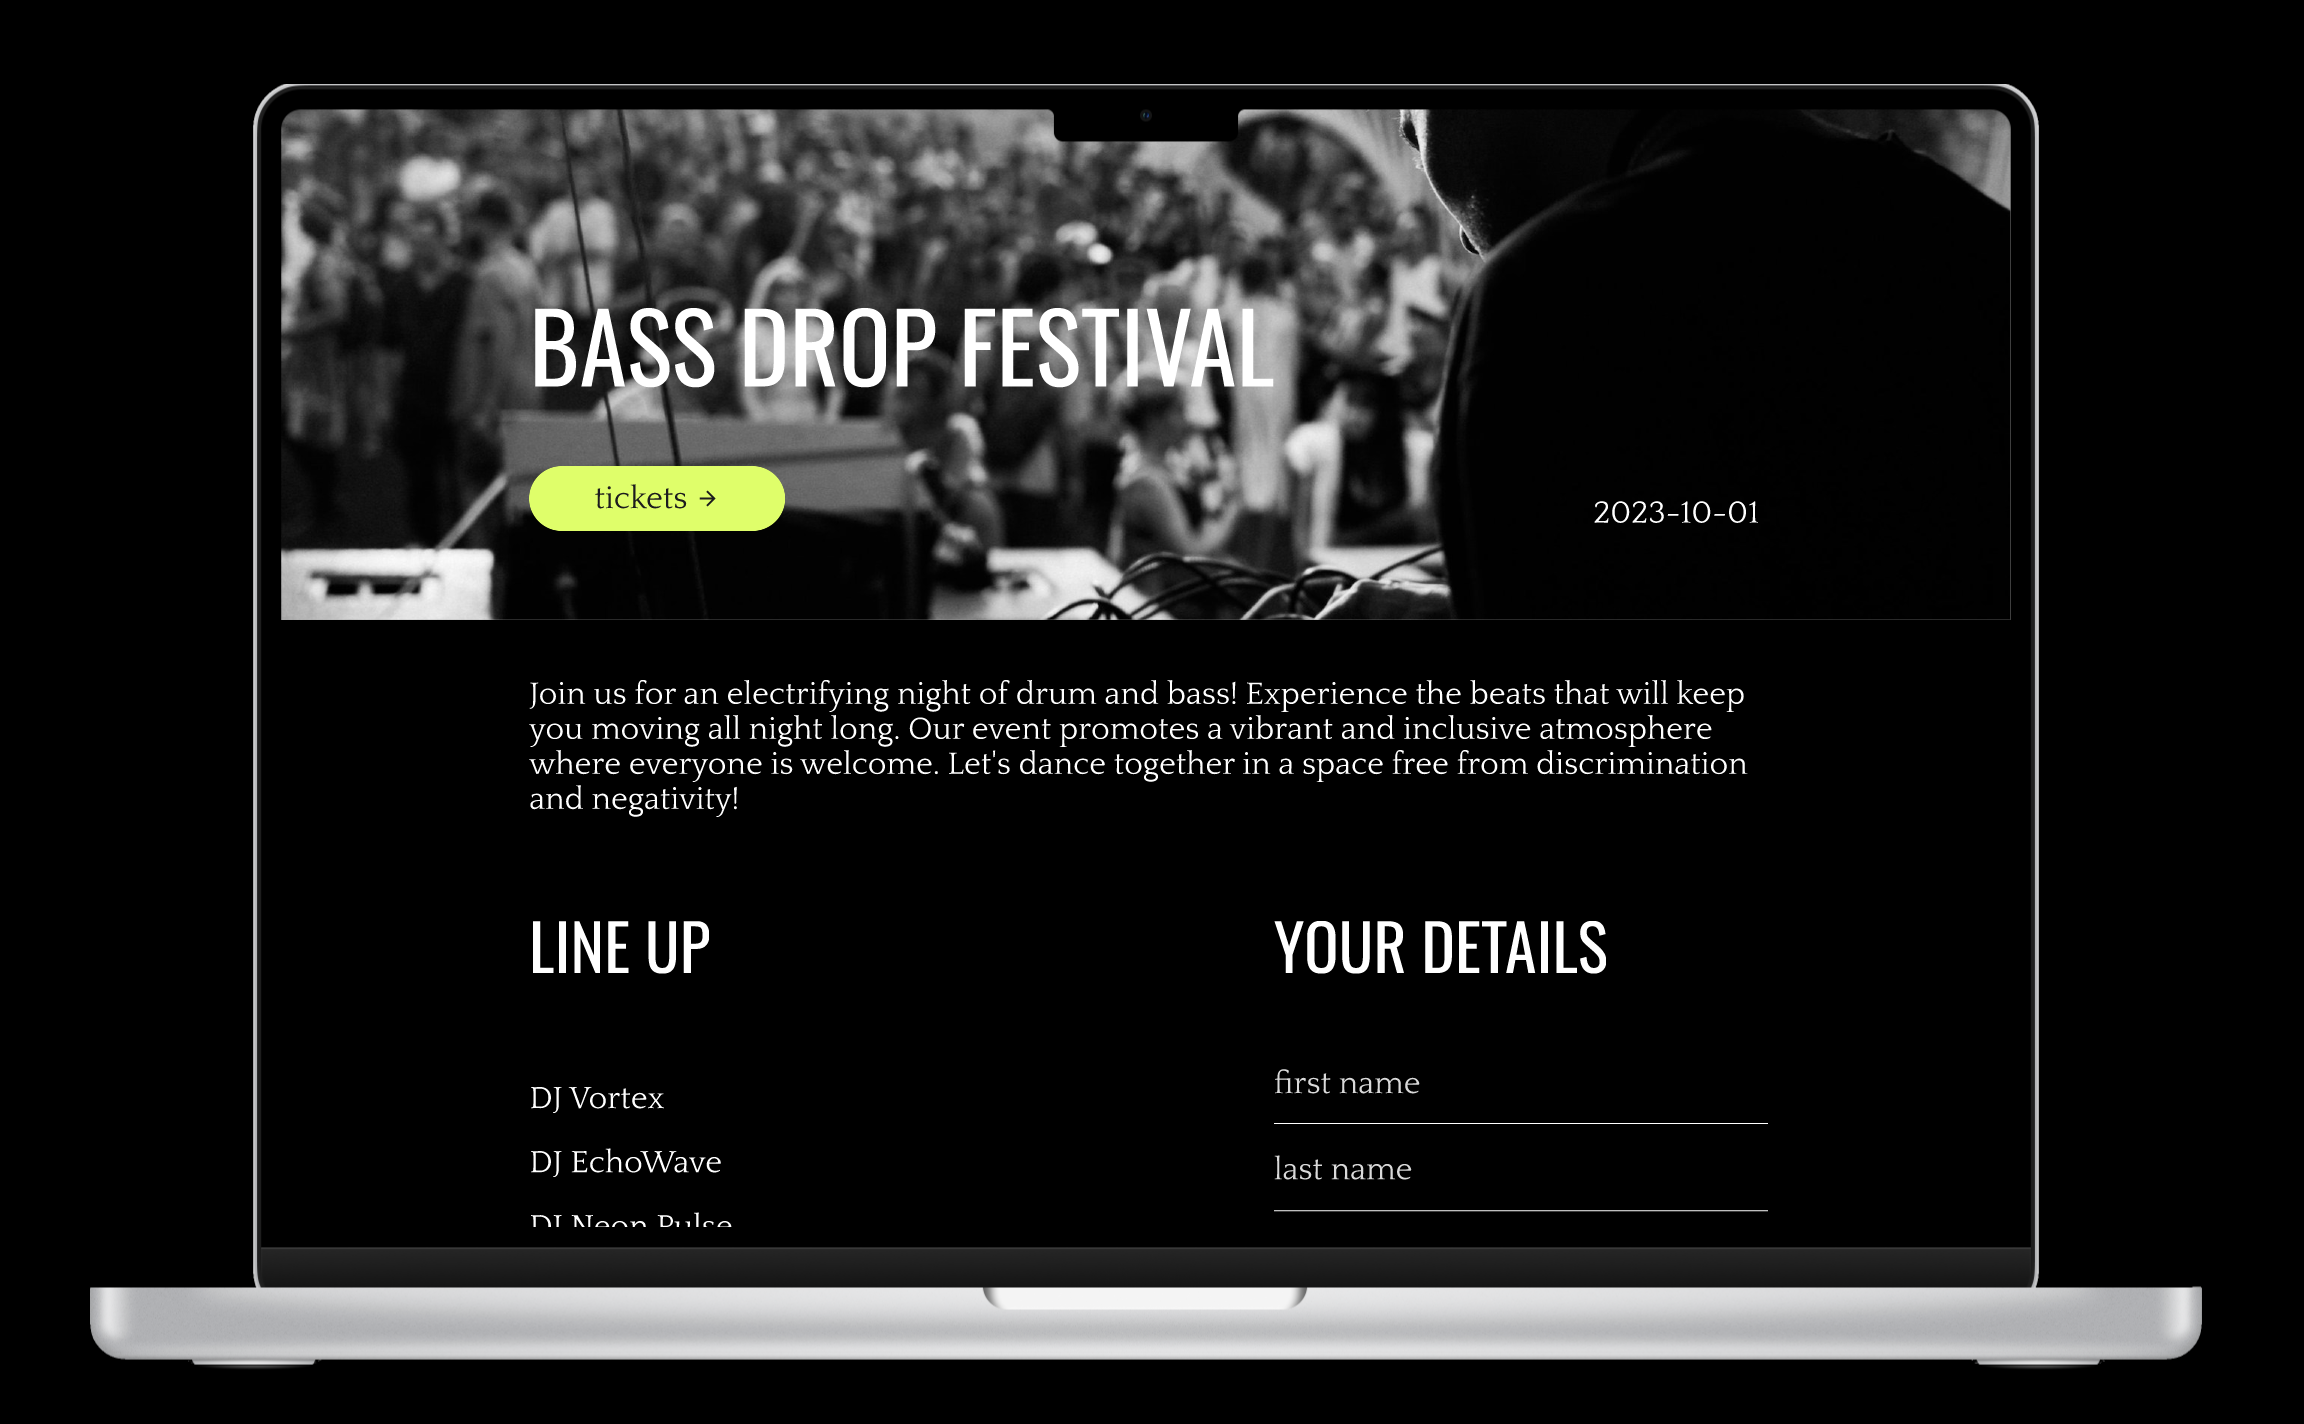 BASS DROP FESTIVAL
tickets →
2023-10-01
Join us for an electrifying night of drum and bass! Experience the beats that will keep
you moving all night long. Our event promotes a vibrant and inclusive atmosphere
where everyone is welcome. Let's dance together in a space free from discrimination
and negativity!
LINE UP
DJ Vortex
DJ EchoWave
DJ Neon Pulse
YOUR DETAILS
first name
last name